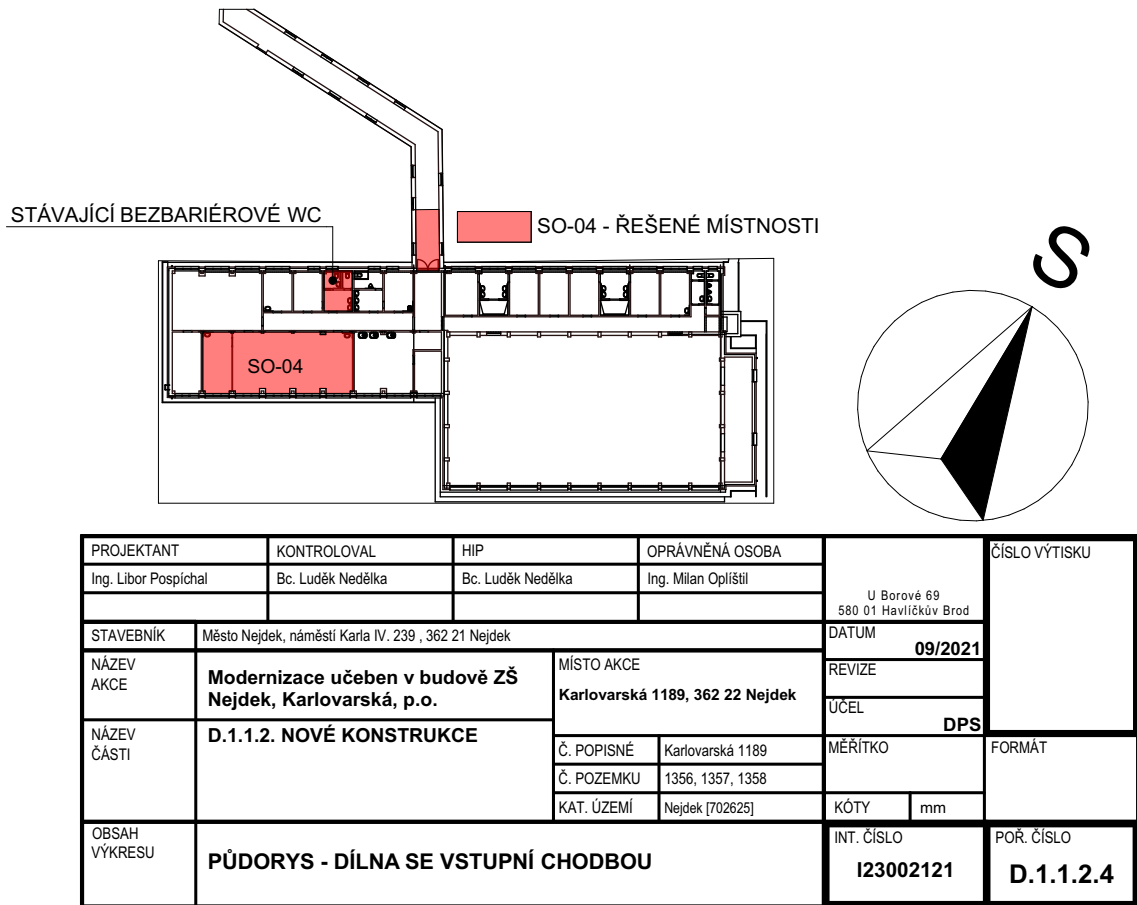 STÁVAJÍCÍ BEZBARIÉROVÉ WC
SO-04 - ŘEŠENÉ MÍSTNOSTI
S
SO-04
PROJEKTANT
KONTROLOVAL
HIP
OPRÁVNĚNÁ OSOBA
ČÍSLO VÝTISKU
Ing. Libor Pospíchal
Bc. Luděk Nedělka
Bc. Luděk Nedělka
Ing. Milan Oplíštil
U Borové 69
580 01 Havlíčkův Brod
STAVEBNÍK
Město Nejdek, náměstí Karla IV. 239 , 362 21 Nejdek
DATUM
09/2021
NÁZEV
AKCE
Modernizace učeben v budově ZŠ
Nejdek, Karlovarská, p.o.
MÍSTO AKCE
Karlovarská 1189, 362 22 Nejdek
REVIZE
ÚČEL
DPS
NÁZEV
ČÁSTI
D.1.1.2. NOVÉ KONSTRUKCE
Č. POPISNÉ
Karlovarská 1189
MĚŘÍTKO
FORMÁT
Č. POZEMKU
1356, 1357, 1358
KAT. ÚZEMÍ
Nejdek [702625]
KÓTY
mm
OBSAH
VÝKRESU
PŮDORYS - DÍLNA SE VSTUPNÍ CHODBOU
INT. ČÍSLO
I23002121
POŘ. ČÍSLO
D.1.1.2.4